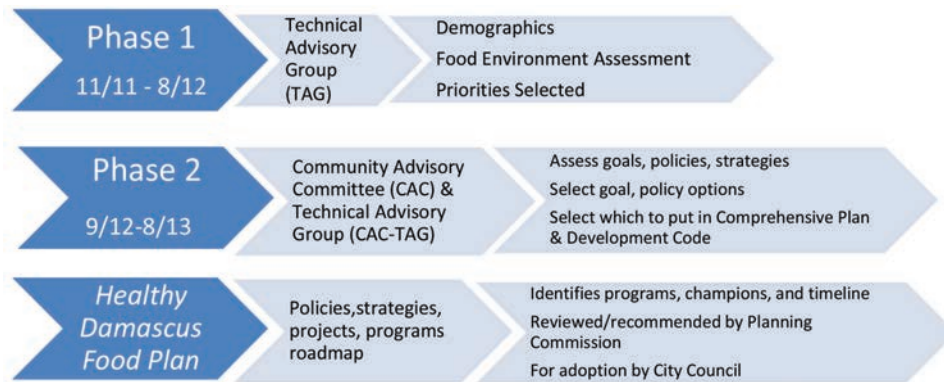 Phase 1
11/11 - 8/12
Technical
Advisory
Group
(TAG)
Demographics
Food Environment Assessment
Priorities Selected
Phase 2
9/12-8/13
Community Advisory
Committee (CAC) &
Technical Advisory
Group (CAC-TAG)
Assess goals, policies, strategies
Select goal, policy options
Select which to put in Comprehensive Plan
& Development Code
Healthy
Damascus
Food Plan
Policies,strategies,
projects, programs
roadmap
Identifies programs, champions, and timeline
Reviewed/recommended by Planning
Commission
For adoption by City Council